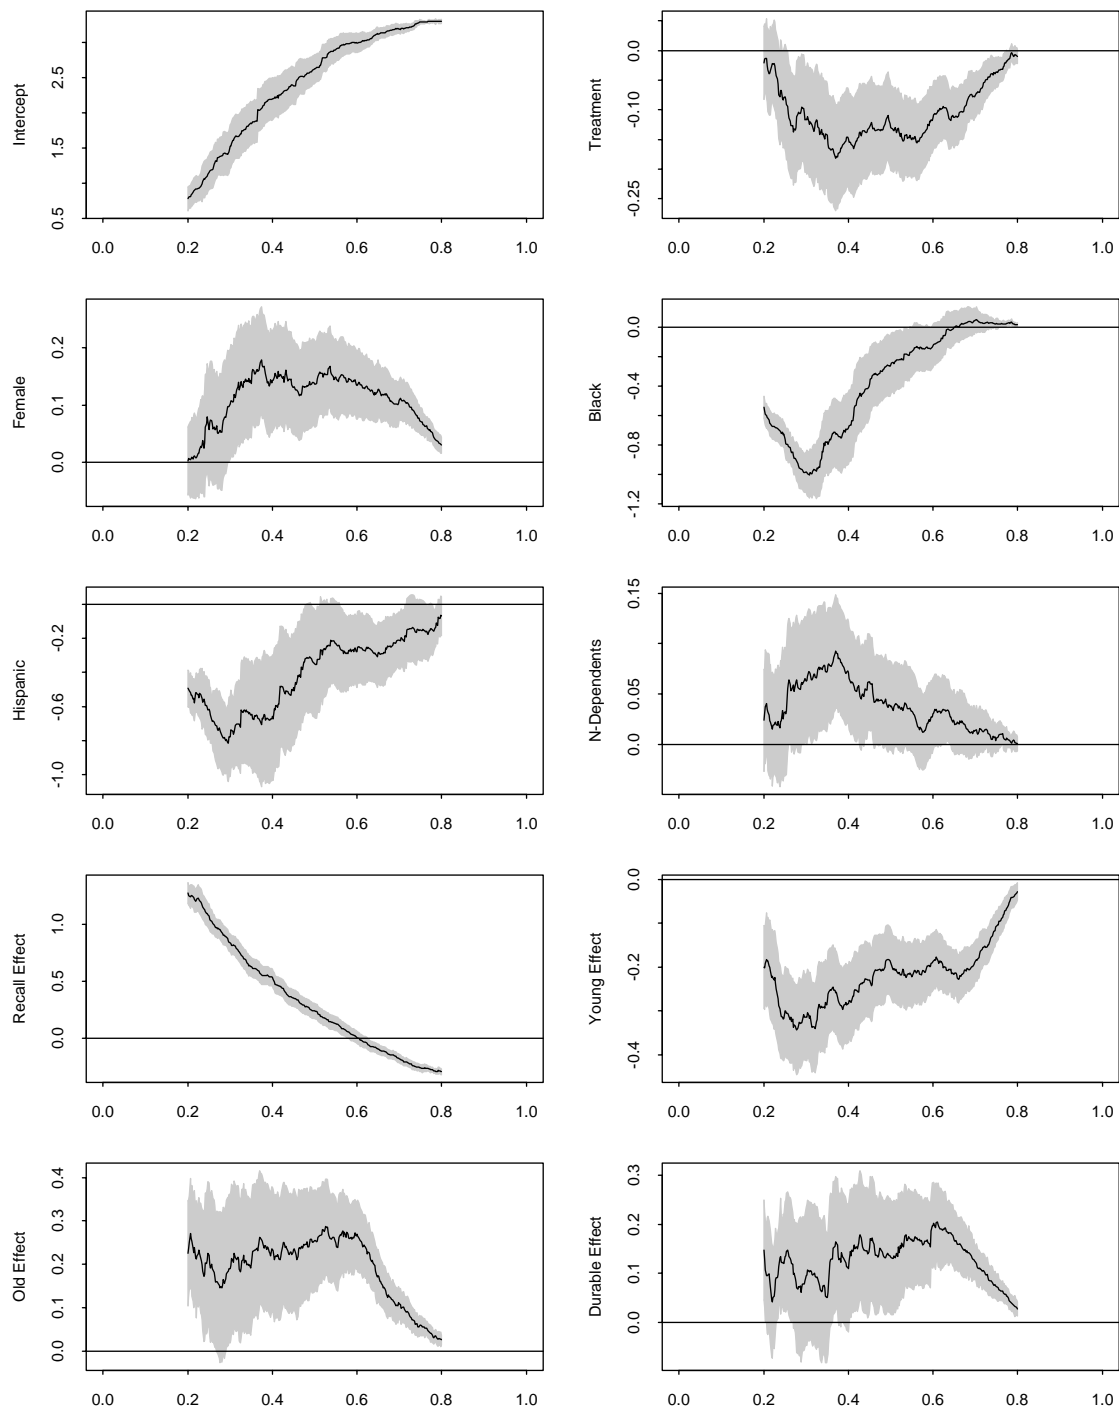 Intercept
0.5 1.5 2.5
0.0 0.2 0.4 0.6 0.8 1.0
Treatment
-0.25 -0.10 0.0
0.0 0.2 0.4 0.6 0.8 1.0
Female
0.0 0.1 0.2
0.0 0.2 0.4 0.6 0.8 1.0
Black
-1.2 -0.8 -0.4 0.0
0.0 0.2 0.4 0.6 0.8 1.0
Hispanic
-1.0 -0.6 -0.2
0.0 0.2 0.4 0.6 0.8 1.0
N-Dependents
0.0 0.05 0.15
0.0 0.2 0.4 0.6 0.8 1.0
Recall Effect
0.0 0.5 1.0
0.0 0.2 0.4 0.6 0.8 1.0
Young Effect
-0.4 -0.2 0.0
0.0 0.2 0.4 0.6 0.8 1.0
Old Effect
0.0 0.1 0.2 0.3 0.4
0.0 0.2 0.4 0.6 0.8 1.0
Durable Effect
0.0 0.1 0.2 0.3
0.0 0.2 0.4 0.6 0.8 1.0